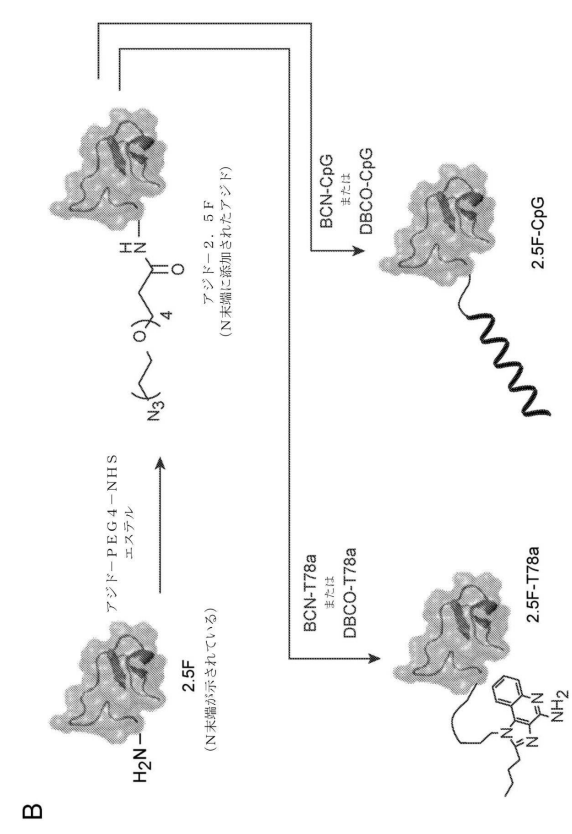 B
H₂N
2.5F
(N末端が示されている)
アジド-PEG4-NHS
エステル
N₃
O
4
O
HN
アジド-2.5F
(N末端に添加されたアジド)
BCN-T78a
または
DBCO-T78a
BCN-CpG
または
DBCO-CpG
N
N
N
NH₂
2.5F-T78a
2.5F-CpG